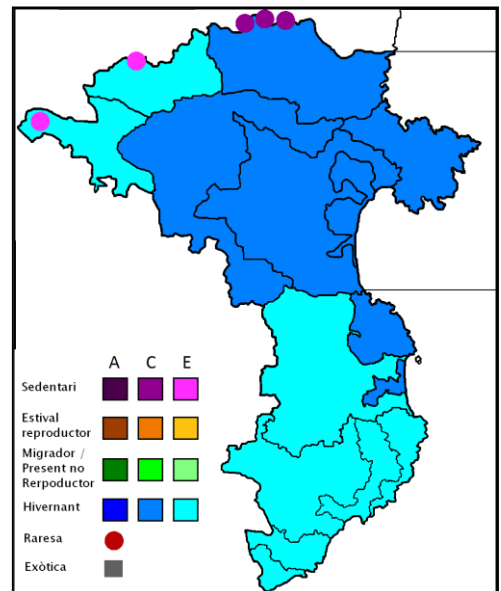 A C E
Sedentari
Estival
reproductor
Migrador /
Present no
Rerpoductor
Hivernant
Raresa
Exòtica